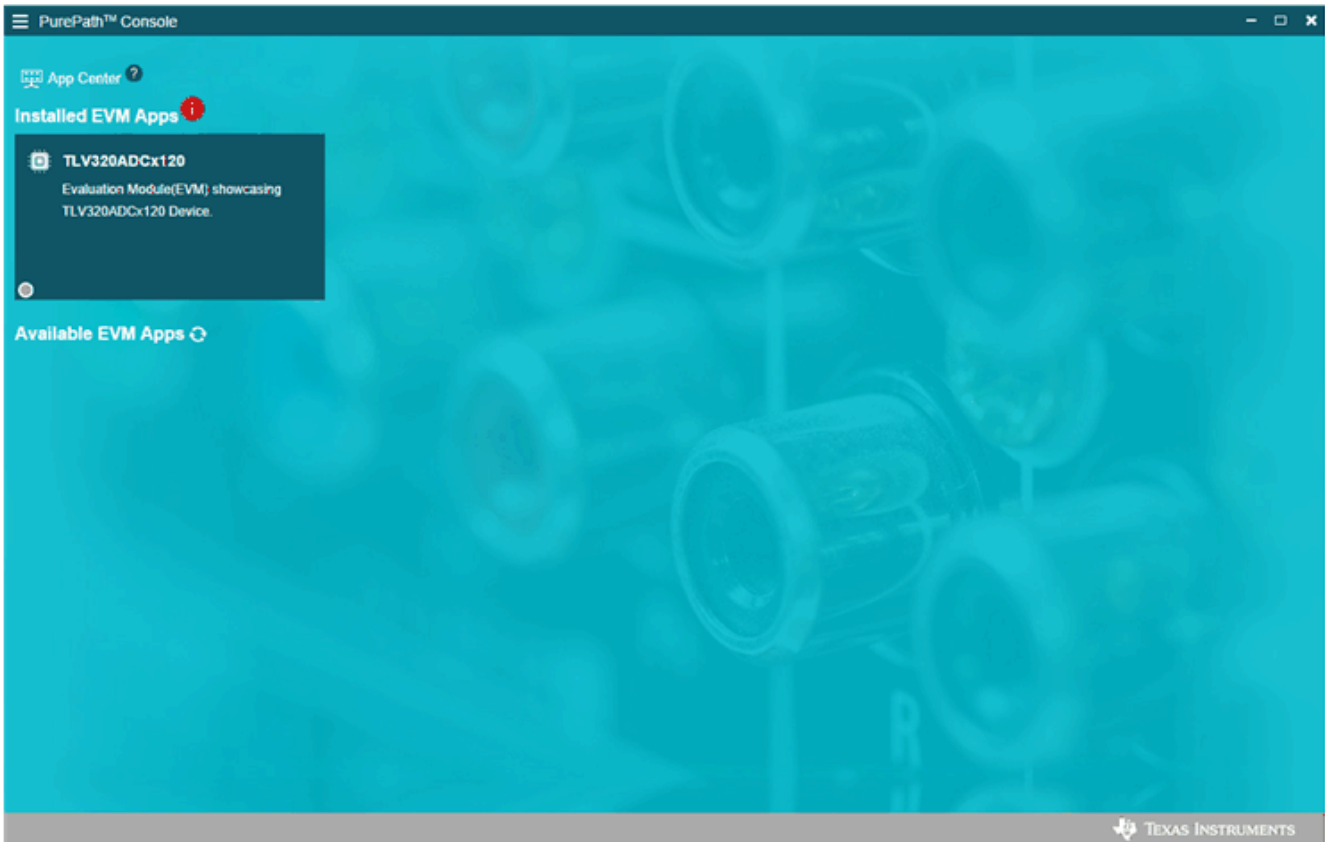 PurePath™ Console
App Center ?
Installed EVM Apps i
TLV320ADCx120
Evaluation Module(EVM) showcasing
TLV320ADCx120 Device.
Available EVM Apps
R
TEXAS INSTRUMENTS